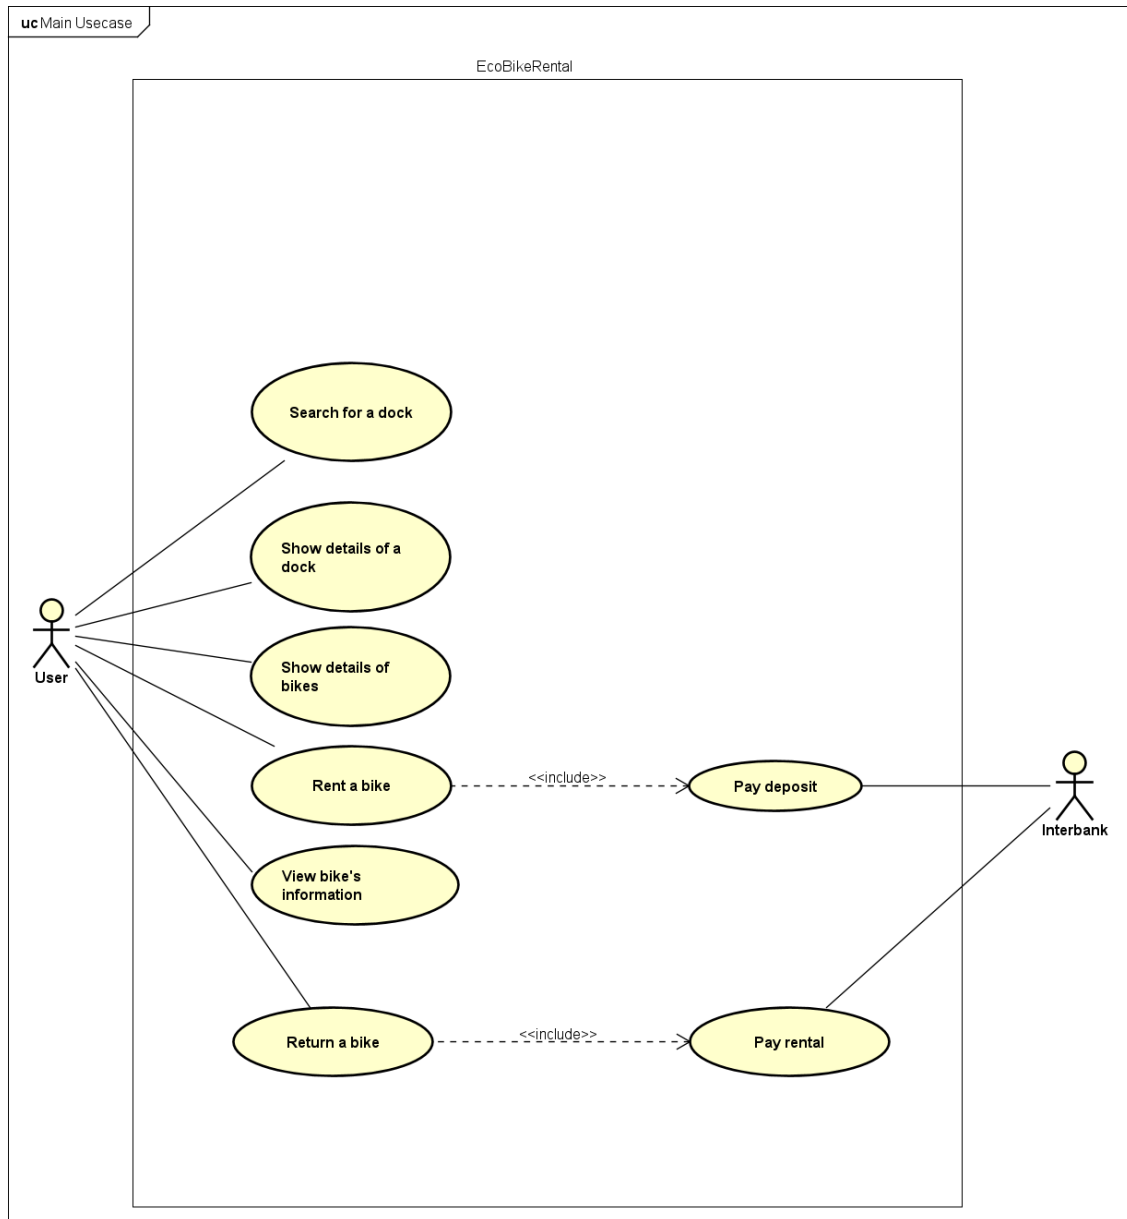 uc Main Usecase
EcoBikeRental
Search for a dock
Show details of a
dock
Show details of
bikes
User
Rent a bike
<<include>>
Pay deposit
Interbank
View bike's
information
Return a bike
<<include>>
Pay rental